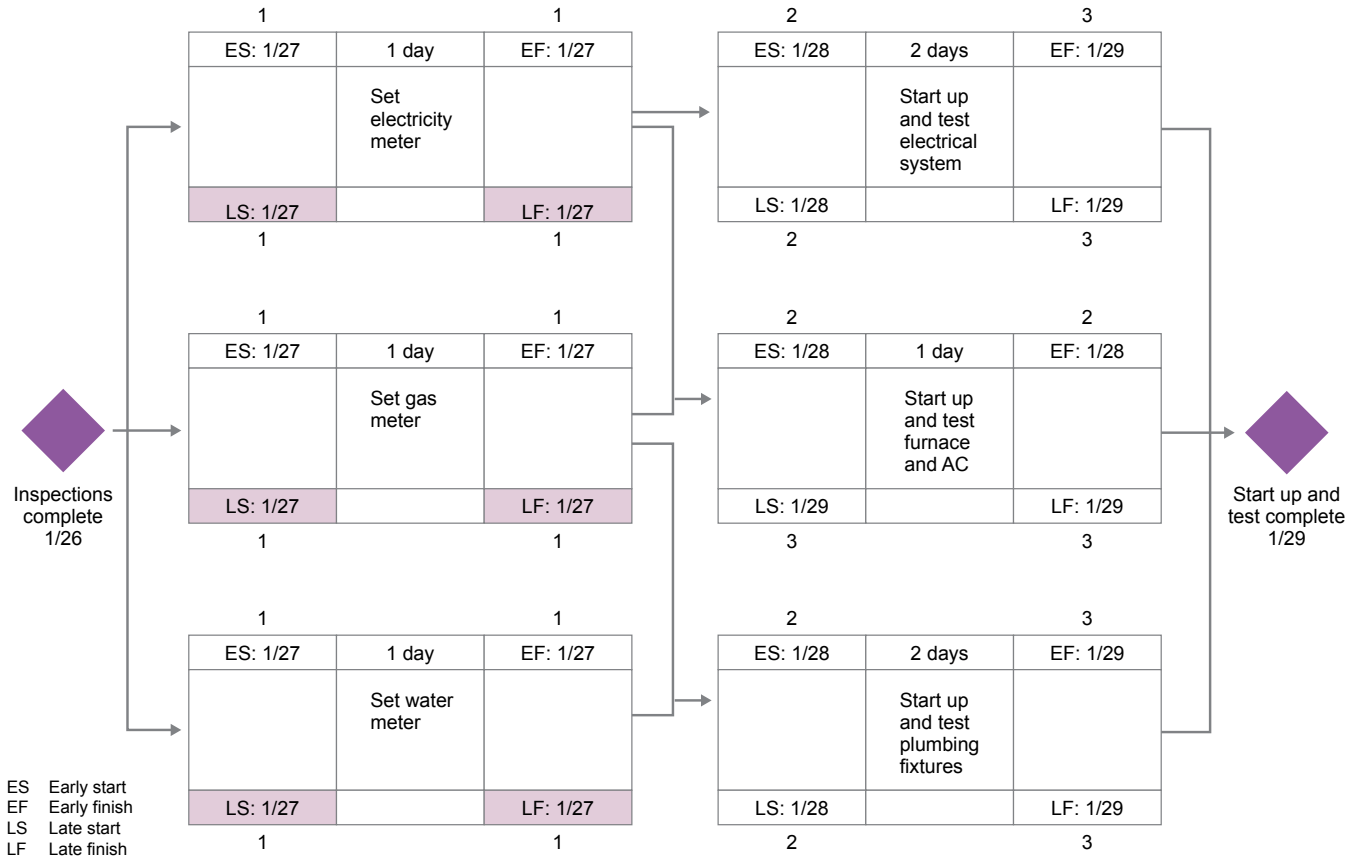 1 1 2 3
ES: 1/27 1 day EF: 1/27 ES: 1/28 2 days EF: 1/29
Set
electricity
meter
Start up
and test
electrical
system
LS: 1/27 LF: 1/27 LS: 1/28 LF: 1/29
1 1 2 3
1 1 2 2
ES: 1/27 1 day EF: 1/27 ES: 1/28 1 day EF: 1/28
Set gas
meter
Start up
and test
furnace
and AC
LS: 1/27 LF: 1/27 LS: 1/29 LF: 1/29
1 1 3 3
Inspections
complete
1/26
Start up and
test complete
1/29
1 1 2 3
ES: 1/27 1 day EF: 1/27 ES: 1/28 2 days EF: 1/29
Set water
meter
Start up
and test
plumbing
fixtures
LS: 1/27 LF: 1/27 LS: 1/28 LF: 1/29
1 1 2 3
ES Early start
EF Early finish
LS Late start
LF Late finish